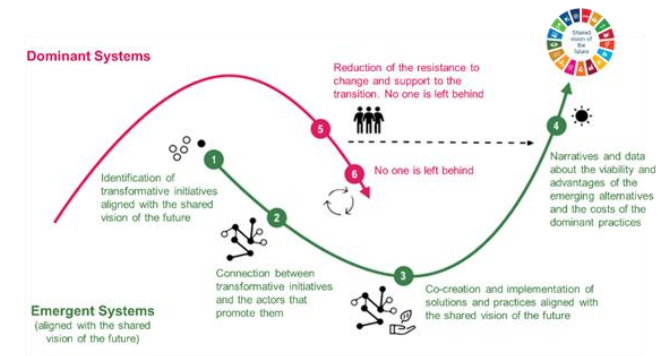 Shared
vision of
the
future
Dominant Systems
Reduction of the resistance to
change and support to the
transition. No one is left behind
5
4
1
Identification of
transformative initiatives
aligned with the shared
vision of the future
6
No one is left behind
Narratives and data
about the viability and
advantages of the
emerging alternatives
and the costs of the
dominant practices
2
Connection between
transformative initiatives
and the actors that
promote them
3
Co-creation and implementation of
solutions and practices aligned with
the shared vision of the future
Emergent Systems
(aligned with the shared
vision of the future)